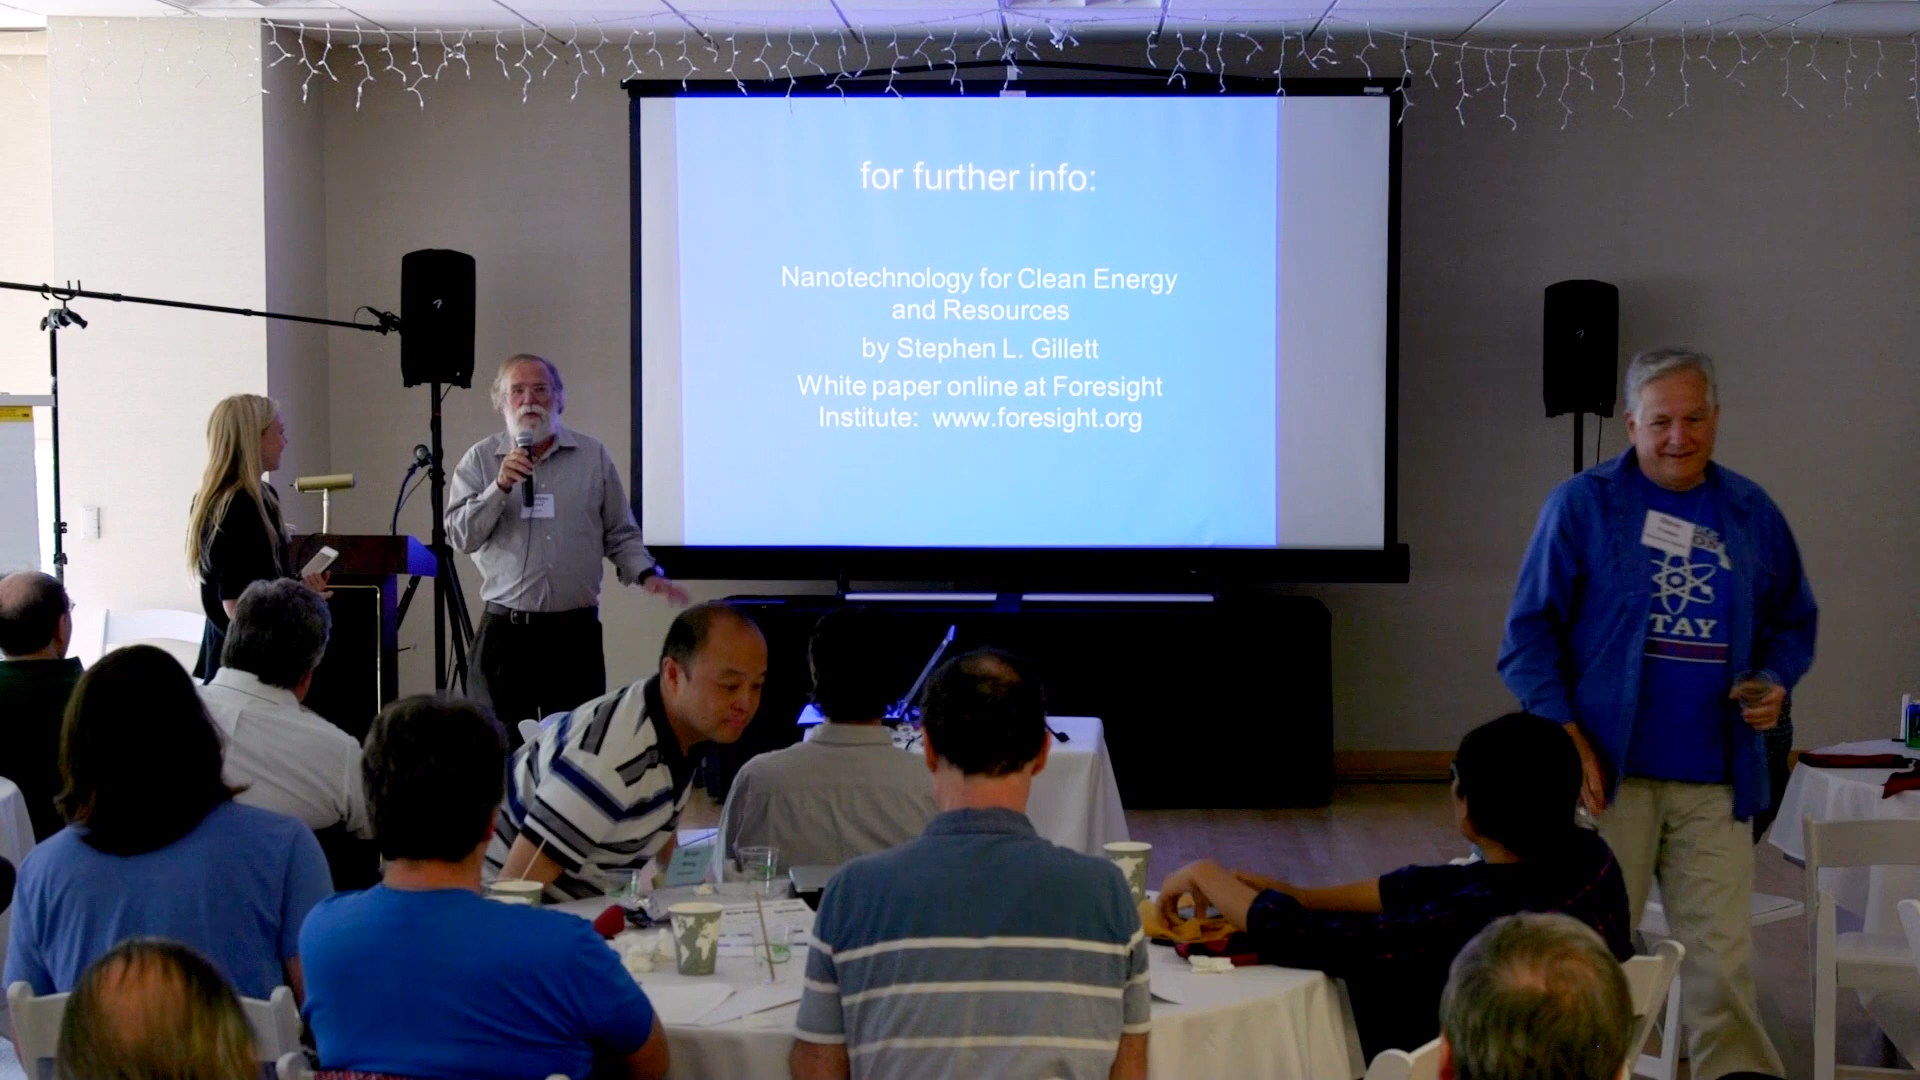 for further info:
Nanotechnology for Clean Energy
and Resources
by Stephen L. Gillett
White paper online at Foresight
Institute: www.foresight.org
TAY